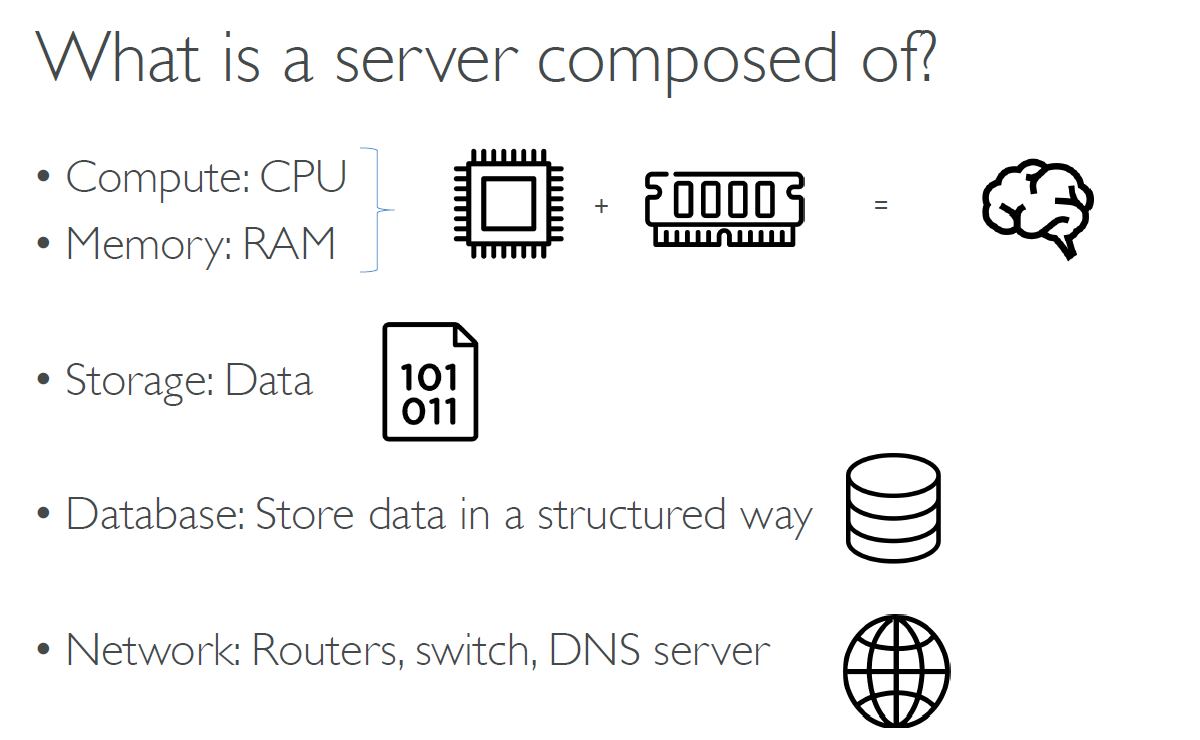 What is a server composed of?
• Compute: CPU
• Memory: RAM
+
=
• Storage: Data
101
011
• Database: Store data in a structured way
• Network: Routers, switch, DNS server